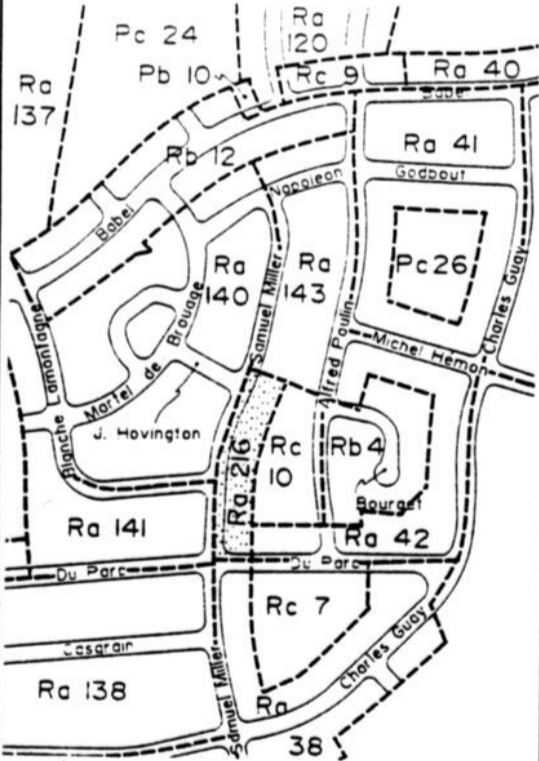 Ra
120
Pc 24
Pb 10
Rc 9
Ra 40
Ra
137
Babel
Ra 41
Rb 12
Napoleon
Godbout
Babel
Ra
140
Ra
143
Pc26
Charles Guay
Samuel Miller
Alfred Poulin
Michel Hemon
Blanche Lamontagne
Martel de Brouage
J. Hovington
Ra 216
Rc
10
Rb 4
Bourget
Ra 141
Ra 42
Du Parc
Du Parc
Rc 7
Casgrain
Charles Guay
Ra 138
Samuel Miller
Ra
38